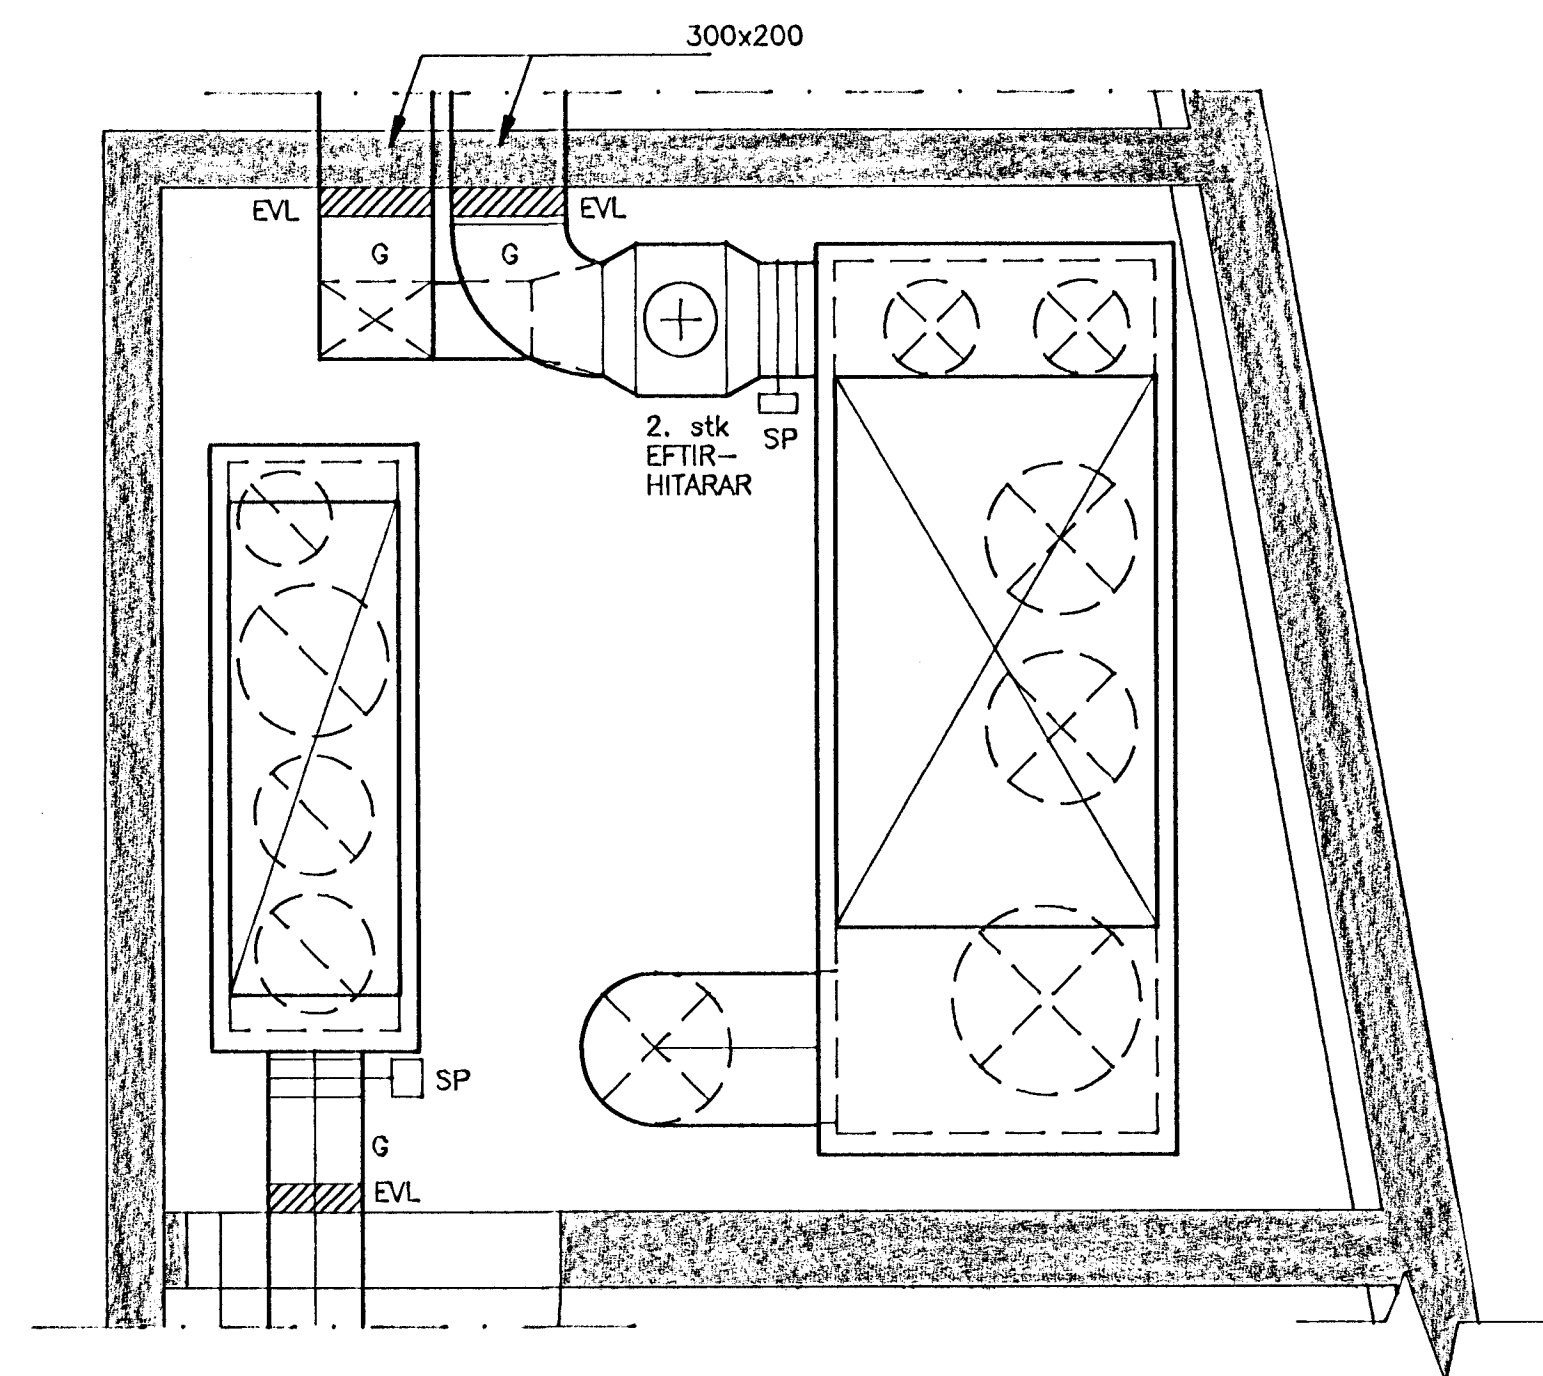 300x200
EVL
EVL
G
G
2. stk
EFTIR-
HITARAR
SP
SP
G
EVL